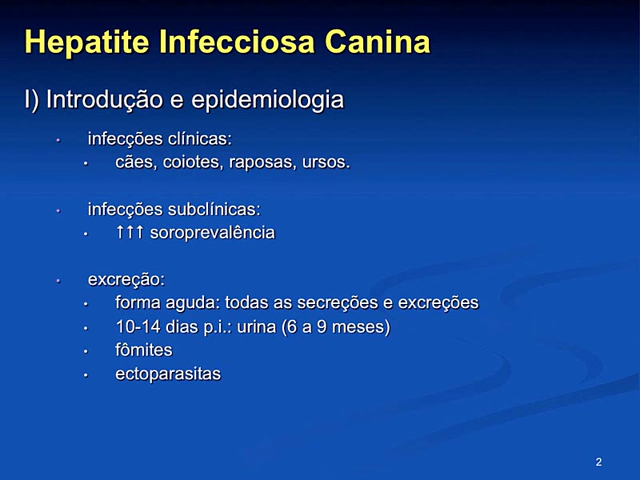 Hepatite Infecciosa Canina
I) Introdução e epidemiologia
• infecções clínicas:
• cães, coiotes, raposas, ursos.
• infecções subclínicas:
• ↑↑↑ soroprevalência
• excreção:
• forma aguda: todas as secreções e excreções
• 10-14 dias p.i.: urina (6 a 9 meses)
• fômites
• ectoparasitas
2